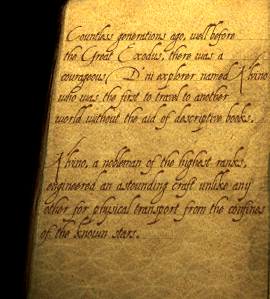 Countless generations ago, well before
the Great Exodus, there was a
courageous D'ni explorer named
who was the first to travel to another
world without the aid of descriptive books.
a nobleman of the highest ranks,
engineered an astounding craft unlike any
other for physical transport from the confines
of the known stars.